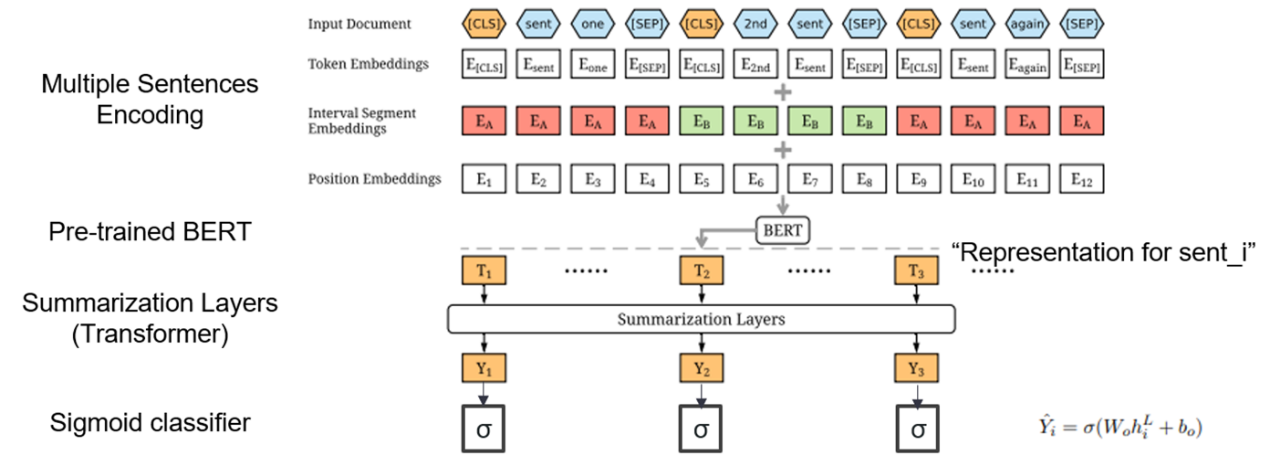 Input Document [CLS] sent one [SEP] [CLS] 2nd sent [SEP] [CLS] sent again [SEP]
Token Embeddings E[CLS] Esent Eone E[SEP] E[CLS] E2nd Esent E[SEP] E[CLS] Esent Eagain E[SEP]
Multiple Sentences
Encoding
+
Interval Segment
Embeddings
EA EA EA EA EB EB EB EB EA EA EA EA
+
Position Embeddings E1 E2 E3 E4 E5 E6 E7 E8 E9 E10 E11 E12
Pre-trained BERT
BERT
“Representation for sent_i”
T1 ...... T2 ...... T3 ......
Summarization Layers
(Transformer)
Summarization Layers
Y1 Y2 Y3
Sigmoid classifier
σ σ σ
Ŷi = σ(WohiL + bo)